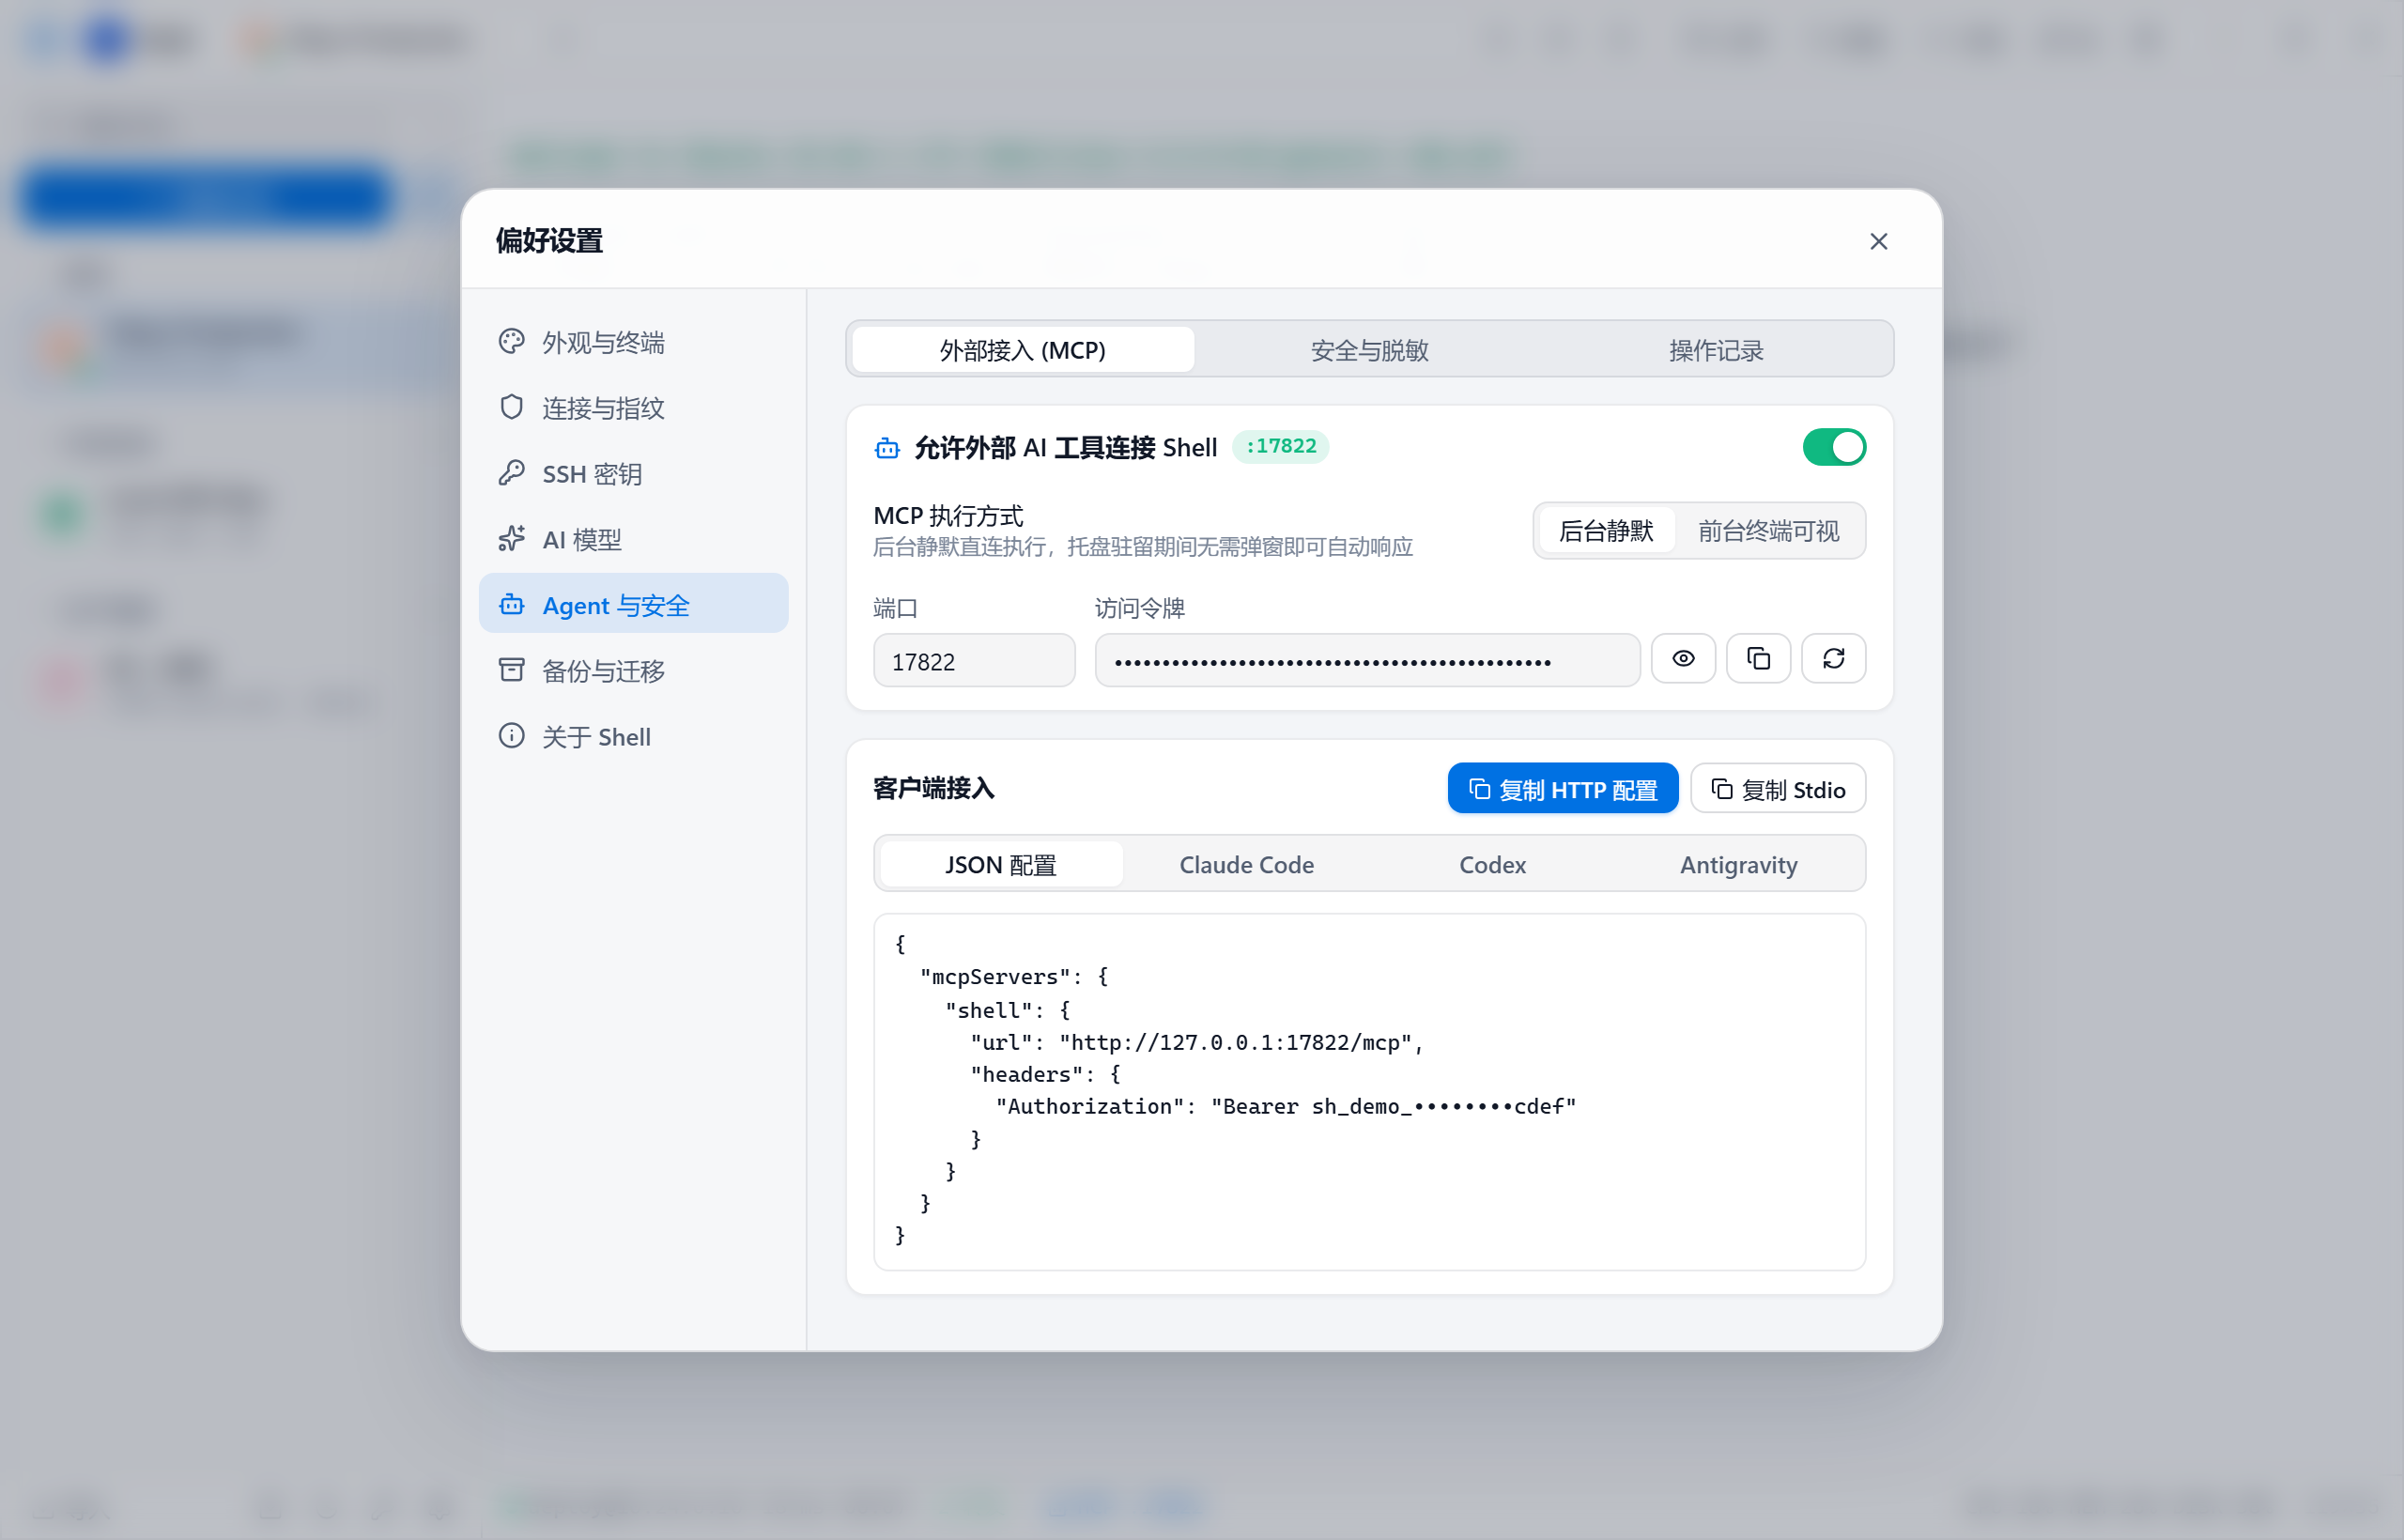 偏好设置
外观与终端
连接与指纹
SSH 密钥
AI 模型
Agent 与安全
备份与迁移
关于 Shell
外部接入 (MCP)
安全与脱敏
操作记录
允许外部 AI 工具连接 Shell
:17822
MCP 执行方式
后台静默直连执行，托盘驻留期间无需弹窗即可自动响应
后台静默
前台终端可视
端口
访问令牌
17822
••••••••••••••••••••••••••••••••••••••••••
客户端接入
复制 HTTP 配置
复制 Stdio
JSON 配置
Claude Code
Codex
Antigravity
{
"mcpServers": {
"shell": {
"url": "http://127.0.0.1:17822/mcp",
"headers": {
"Authorization": "Bearer sh_demo_••••••••cdef"
}
}
}
}